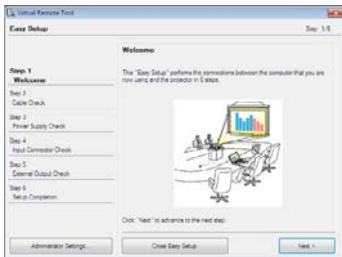 Virtual Remote Tool
Easy Setup
Step 1/6
Welcome
Step 1
Welcome
This "Easy Setup" performs the connections between the computer that you are
now using and the projector in 6 steps.
Step 2
Cable Check
Step 3
Power Supply Check
Step 4
Input Connector Check
Step 5
External Output Check
Step 6
Setup Completion
Click "Next" to advance to the next step.
Administrator Settings...
Close Easy Setup
Next >